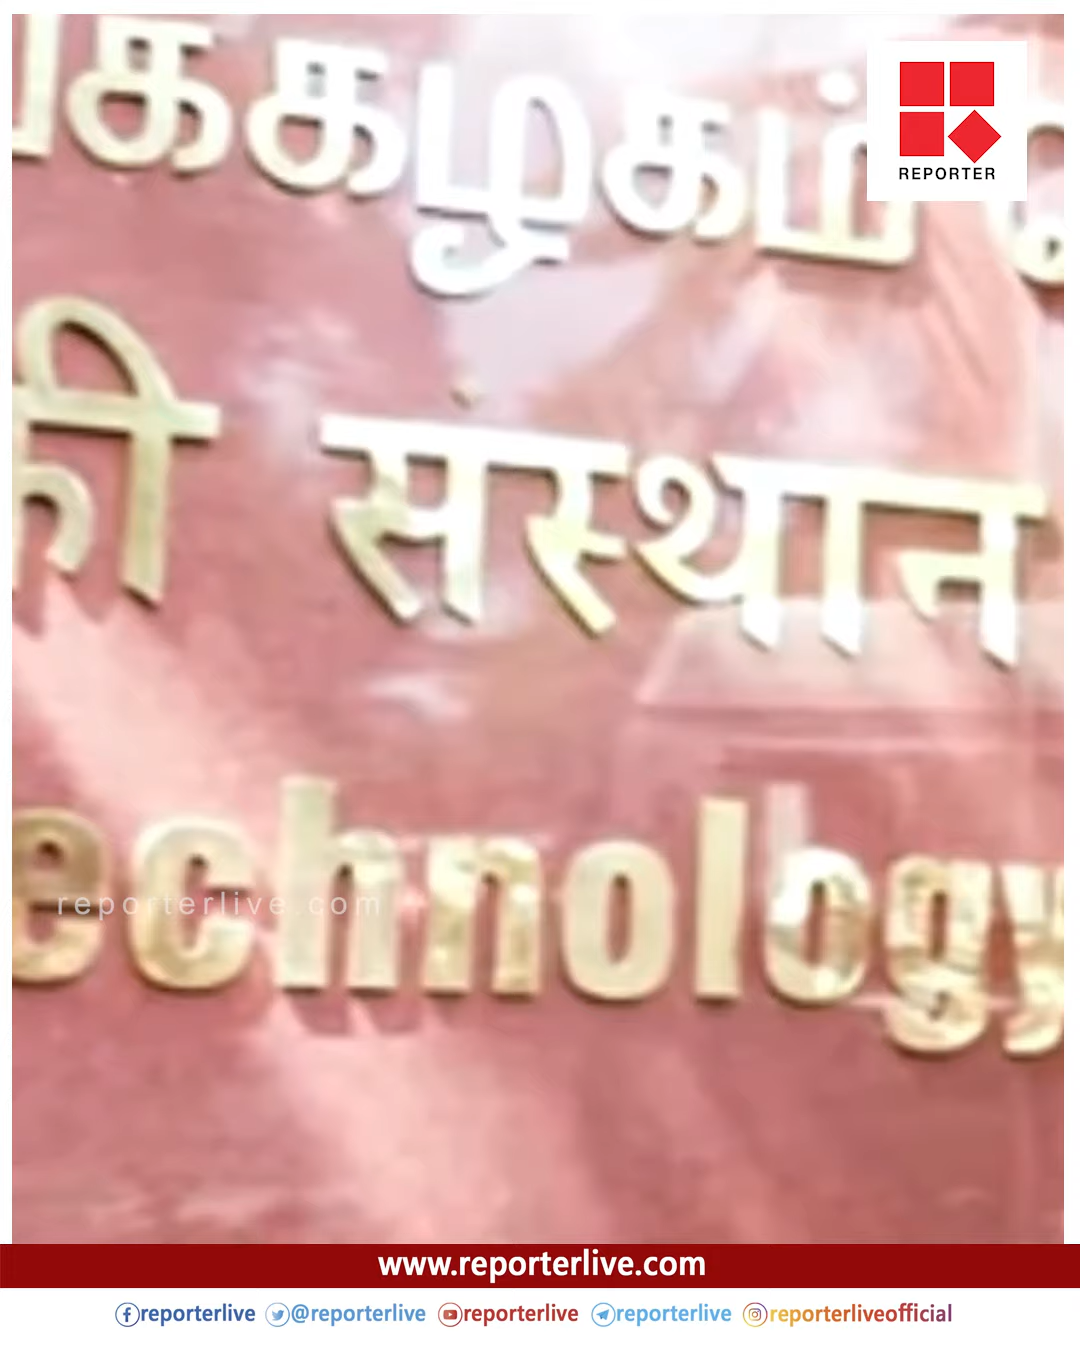 க்கழகம்
REPORTER
की संस्थान
echnology
reporterlive.com
www.reporterlive.com
reporterlive @reporterlive reporterlive reporterlive reporterliveofficial